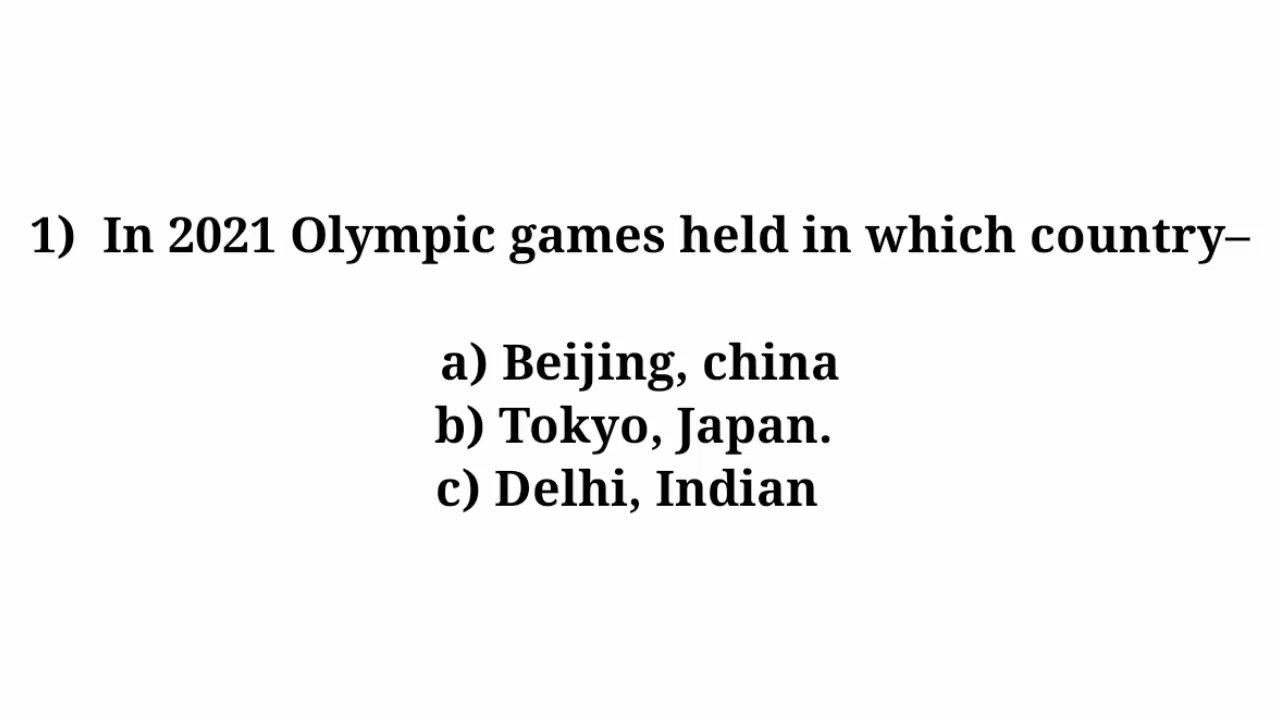 1) In 2021 Olympic games held in which country–
a) Beijing, china
b) Tokyo, Japan.
c) Delhi, Indian